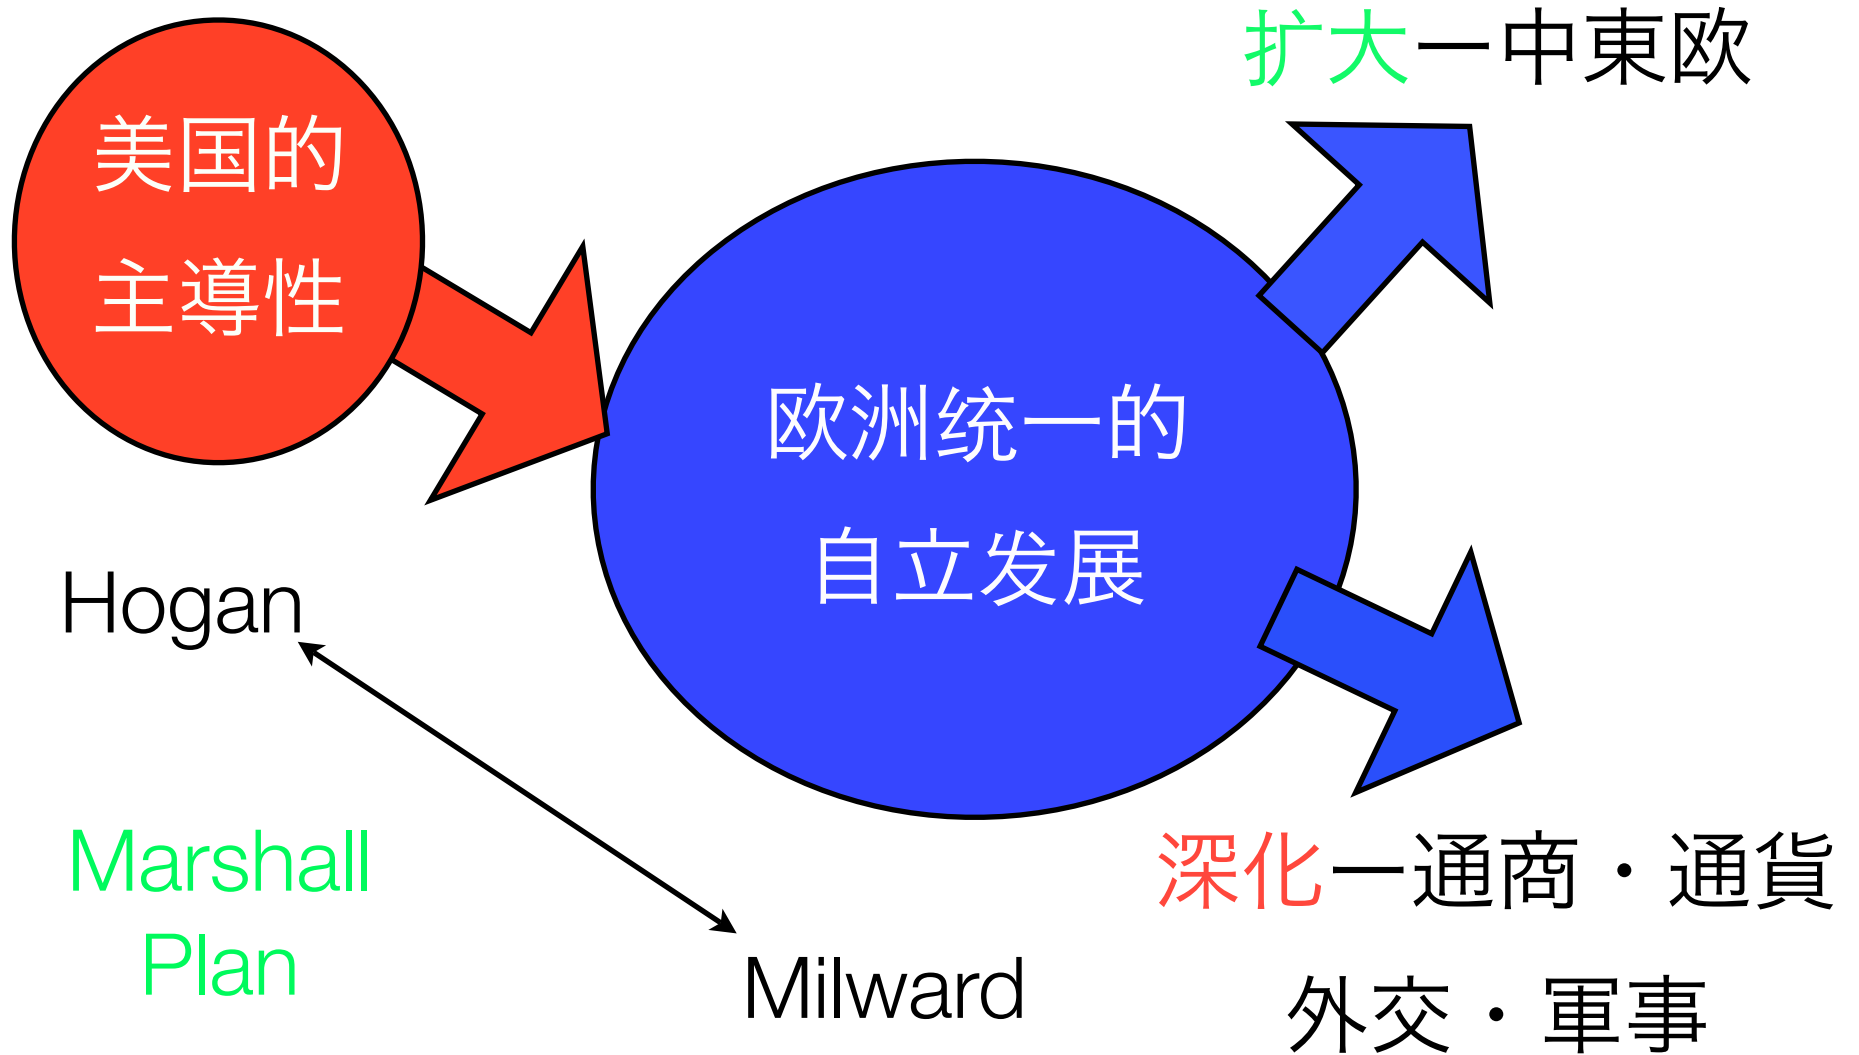 扩大ー中東欧
美国的
主導性
欧洲统一的
自立发展
Hogan
Marshall
Plan
Milward
深化ー通商・通貨
外交・軍事